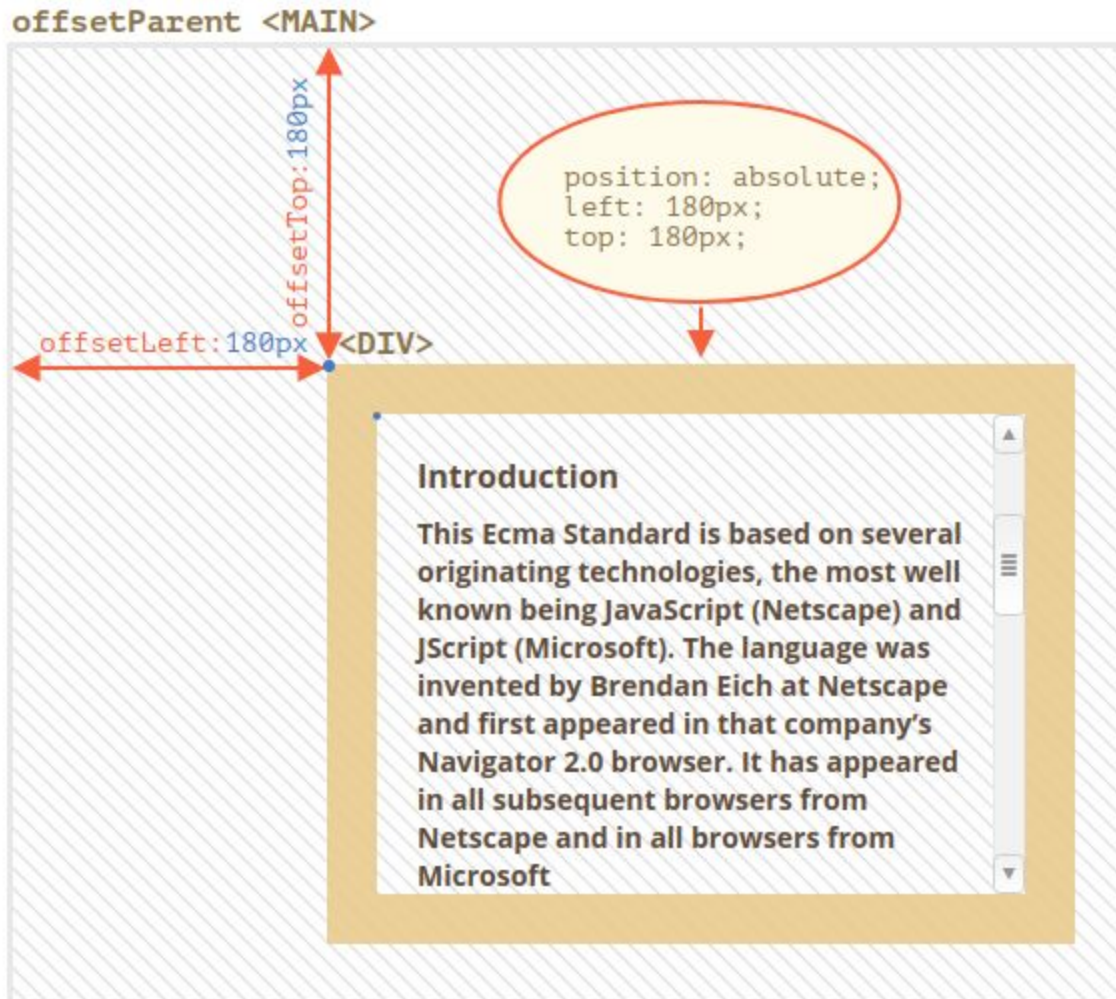 offsetParent <MAIN>
offsetTop:180px
position: absolute;
left: 180px;
top: 180px;
offsetLeft:180px
<DIV>
Introduction
This Ecma Standard is based on several
originating technologies, the most well
known being JavaScript (Netscape) and
JScript (Microsoft). The language was
invented by Brendan Eich at Netscape
and first appeared in that company’s
Navigator 2.0 browser. It has appeared
in all subsequent browsers from
Netscape and in all browsers from
Microsoft